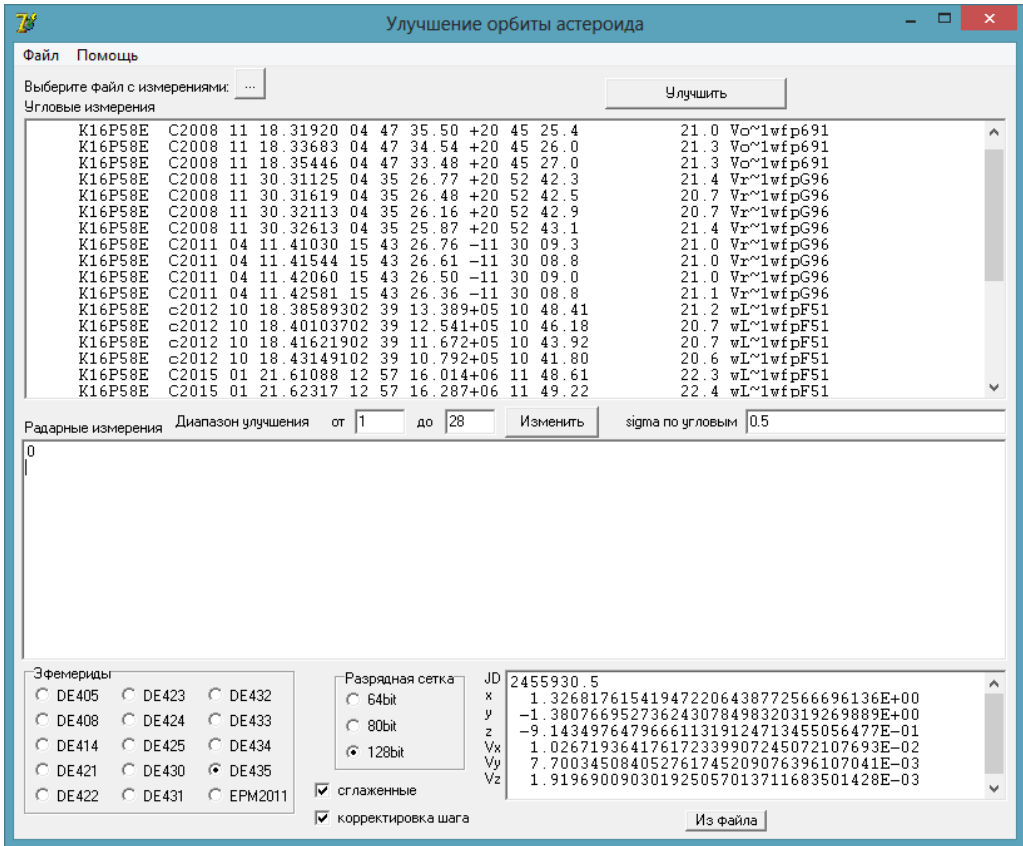 Улучшение орбиты астероида
Файл Помощь
Выберите файл с измерениями: ...
Улучшить
Угловые измерения
K16P58E C2008 11 18.31920 04 47 35.50 +20 45 25.4 21.0 Vo~1wfp691
K16P58E C2008 11 18.33683 04 47 34.54 +20 45 26.0 21.3 Vo~1wfp691
K16P58E C2008 11 18.35446 04 47 33.48 +20 45 27.0 21.3 Vo~1wfp691
K16P58E C2008 11 30.31125 04 35 26.77 +20 52 42.3 21.4 Vr~1wfpG96
K16P58E C2008 11 30.31619 04 35 26.48 +20 52 42.5 20.7 Vr~1wfpG96
K16P58E C2008 11 30.32113 04 35 26.16 +20 52 42.9 20.7 Vr~1wfpG96
K16P58E C2008 11 30.32613 04 35 25.87 +20 52 43.1 21.4 Vr~1wfpG96
K16P58E C2011 04 11.41030 15 43 26.76 -11 30 09.3 21.0 Vr~1wfpG96
K16P58E C2011 04 11.41544 15 43 26.61 -11 30 08.8 21.0 Vr~1wfpG96
K16P58E C2011 04 11.42060 15 43 26.50 -11 30 09.0 21.0 Vr~1wfpG96
K16P58E C2011 04 11.42581 15 43 26.36 -11 30 08.8 21.1 Vr~1wfpG96
K16P58E c2012 10 18.38589302 39 13.389+05 10 48.41 21.2 wL~1wfpF51
K16P58E c2012 10 18.40103702 39 12.541+05 10 46.18 20.7 wL~1wfpF51
K16P58E c2012 10 18.41621902 39 11.672+05 10 43.92 20.7 wL~1wfpF51
K16P58E c2012 10 18.43149102 39 10.792+05 10 41.80 20.6 wL~1wfpF51
K16P58E C2015 01 21.61088 12 57 16.014+06 11 48.61 22.3 wL~1wfpF51
K16P58E C2015 01 21.62317 12 57 16.287+06 11 49.22 22.4 wL~1wfpF51
Радарные измерения Диапазон улучшения от 1 до 28 Изменить sigma по угловым 0.5
0
Эфемериды
DE405 DE423 DE432
DE408 DE424 DE433
DE414 DE425 DE434
DE421 DE430 DE435
DE422 DE431 EPM2011
Разрядная сетка
64bit
80bit
128bit
сглаженные
корректировка шага
JD 2455930.5
x 1.326817615419472206438772566696136E+00
y -1.380766952736243078498320319269889E+00
z -9.143497647966611319124713455056477E-01
Vx 1.026719364176172339907245072107693E-02
Vy 7.700345084052761745209076396107041E-03
Vz 1.919690090301925057013711683501428E-03
Из файла